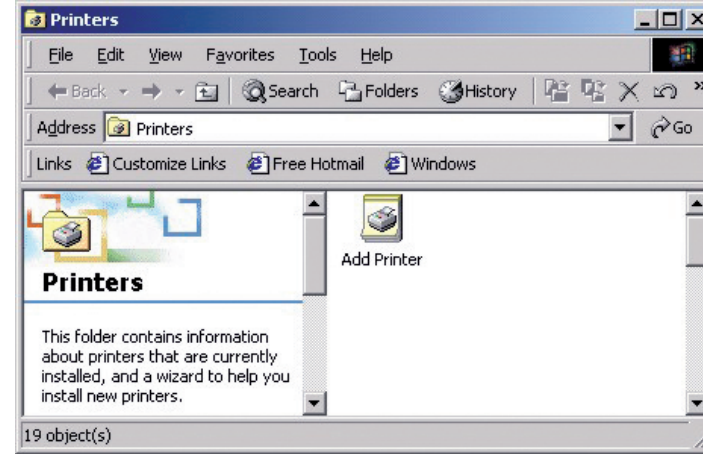 Printers
File Edit View Favorites Tools Help
Back Search Folders History »
Address Printers Go
Links Customize Links Free Hotmail Windows
Printers
This folder contains information
about printers that are currently
installed, and a wizard to help you
install new printers.
Add Printer
19 object(s)